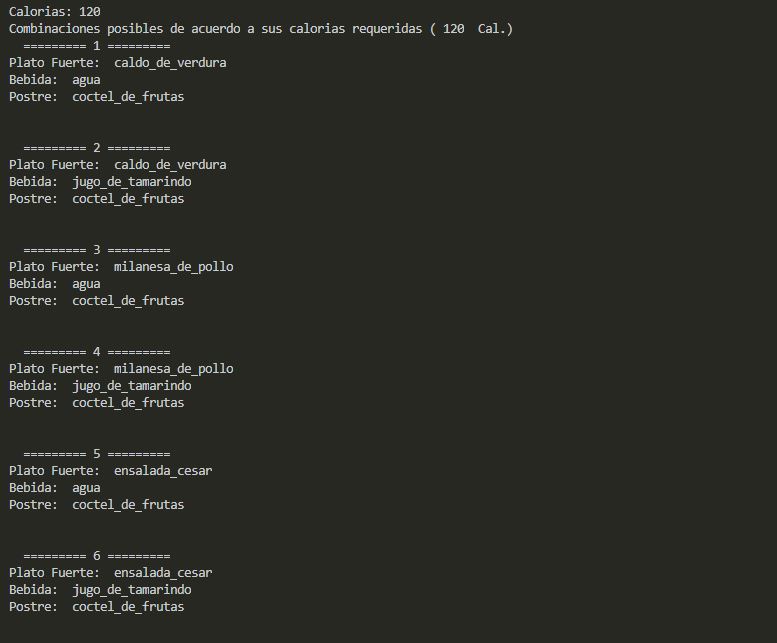 Calorias: 120
Combinaciones posibles de acuerdo a sus calorias requeridas ( 120  Cal.)
========= 1 =========
Plato Fuerte:  caldo_de_verdura
Bebida:  agua
Postre:  coctel_de_frutas
========= 2 =========
Plato Fuerte:  caldo_de_verdura
Bebida:  jugo_de_tamarindo
Postre:  coctel_de_frutas
========= 3 =========
Plato Fuerte:  milanesa_de_pollo
Bebida:  agua
Postre:  coctel_de_frutas
========= 4 =========
Plato Fuerte:  milanesa_de_pollo
Bebida:  jugo_de_tamarindo
Postre:  coctel_de_frutas
========= 5 =========
Plato Fuerte:  ensalada_cesar
Bebida:  agua
Postre:  coctel_de_frutas
========= 6 =========
Plato Fuerte:  ensalada_cesar
Bebida:  jugo_de_tamarindo
Postre:  coctel_de_frutas